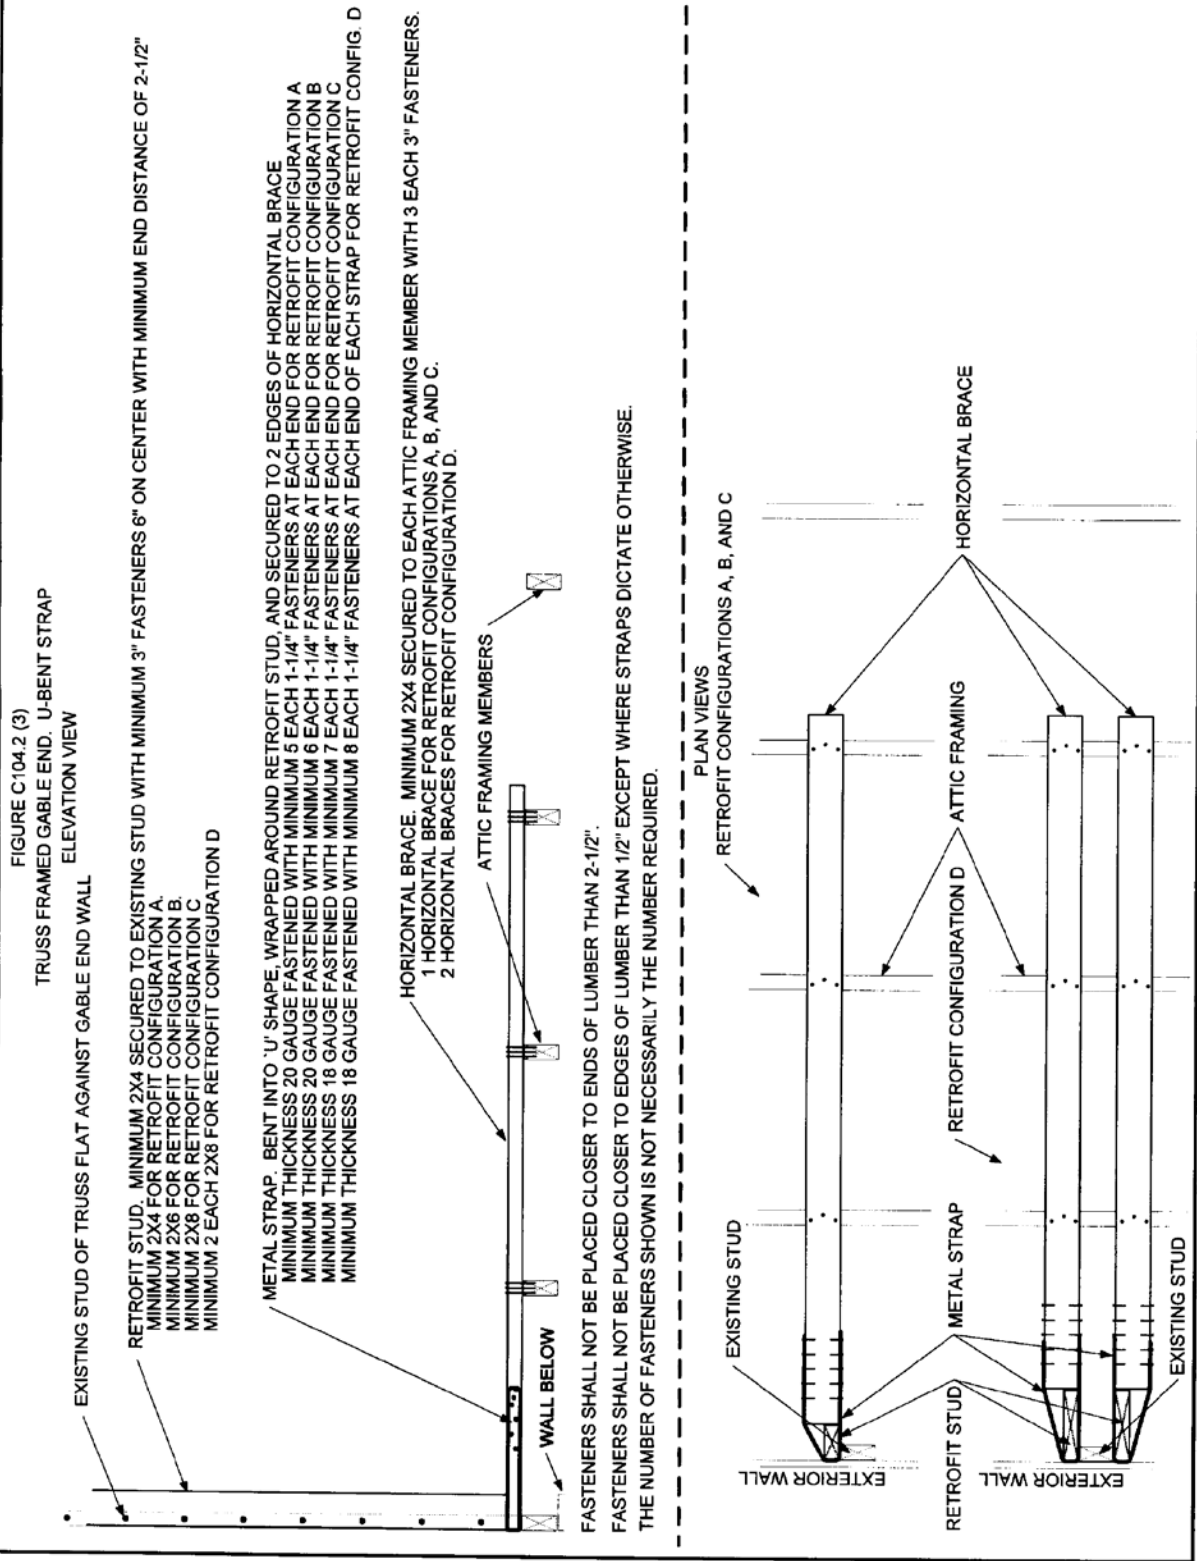 FIGURE C104.2 (3)
TRUSS FRAMED GABLE END. U-BENT STRAP
ELEVATION VIEW
EXISTING STUD OF TRUSS FLAT AGAINST GABLE END WALL
RETROFIT STUD. MINIMUM 2X4 SECURED TO EXISTING STUD WITH MINIMUM 3" FASTENERS 6" ON CENTER WITH MINIMUM END DISTANCE OF 2-1/2"
MINIMUM 2X4 FOR RETROFIT CONFIGURATION A.
MINIMUM 2X6 FOR RETROFIT CONFIGURATION B.
MINIMUM 2X8 FOR RETROFIT CONFIGURATION C
MINIMUM 2 EACH 2X8 FOR RETROFIT CONFIGURATION D
METAL STRAP. BENT INTO 'U' SHAPE, WRAPPED AROUND RETROFIT STUD, AND SECURED TO 2 EDGES OF HORIZONTAL BRACE
MINIMUM THICKNESS 20 GAUGE FASTENED WITH MINIMUM 5 EACH 1-1/4" FASTENERS AT EACH END FOR RETROFIT CONFIGURATION A
MINIMUM THICKNESS 20 GAUGE FASTENED WITH MINIMUM 6 EACH 1-1/4" FASTENERS AT EACH END FOR RETROFIT CONFIGURATION B
MINIMUM THICKNESS 18 GAUGE FASTENED WITH MINIMUM 7 EACH 1-1/4" FASTENERS AT EACH END FOR RETROFIT CONFIGURATION C
MINIMUM THICKNESS 18 GAUGE FASTENED WITH MINIMUM 8 EACH 1-1/4" FASTENERS AT EACH END OF EACH STRAP FOR RETROFIT CONFIG. D
HORIZONTAL BRACE. MINIMUM 2X4 SECURED TO EACH ATTIC FRAMING MEMBER WITH 3 EACH 3" FASTENERS.
1 HORIZONTAL BRACE FOR RETROFIT CONFIGURATIONS A, B, AND C.
2 HORIZONTAL BRACES FOR RETROFIT CONFIGURATION D.
ATTIC FRAMING MEMBERS
WALL BELOW
FASTENERS SHALL NOT BE PLACED CLOSER TO ENDS OF LUMBER THAN 2-1/2".
FASTENERS SHALL NOT BE PLACED CLOSER TO EDGES OF LUMBER THAN 1/2" EXCEPT WHERE STRAPS DICTATE OTHERWISE.
THE NUMBER OF FASTENERS SHOWN IS NOT NECESSARILY THE NUMBER REQUIRED.
PLAN VIEWS
RETROFIT CONFIGURATIONS A, B, AND C
EXISTING STUD
EXTERIOR WALL
HORIZONTAL BRACE
ATTIC FRAMING
RETROFIT CONFIGURATION D
METAL STRAP
RETROFIT STUD
EXTERIOR WALL
EXISTING STUD